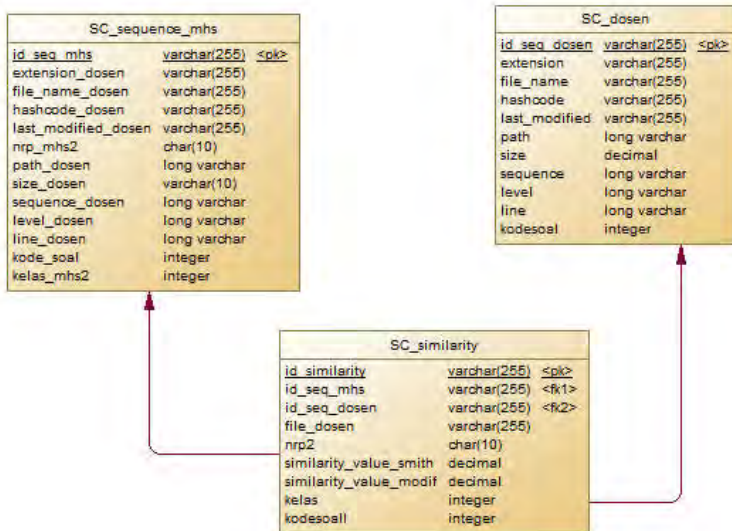 SC_sequence_mhs
id_seq_mhs varchar(255) <pk>
extension_dosen varchar(255)
file_name_dosen varchar(255)
hashcode_dosen varchar(255)
last_modified_dosen varchar(255)
nrp_mhs2 char(10)
path_dosen long varchar
size_dosen varchar(10)
sequence_dosen long varchar
level_dosen long varchar
line_dosen long varchar
kode_soal integer
kelas_mhs2 integer
SC_dosen
id_seq_dosen varchar(255) <pk>
extension varchar(255)
file_name varchar(255)
hashcode varchar(255)
last_modified varchar(255)
path long varchar
size decimal
sequence long varchar
level long varchar
line long varchar
kodesoal integer
SC_similarity
id_similarity varchar(255) <pk>
id_seq_mhs varchar(255) <fk1>
id_seq_dosen varchar(255) <fk2>
file_dosen varchar(255)
nrp2 char(10)
similarity_value_smith decimal
similarity_value_modif decimal
kelas integer
kodesoall integer